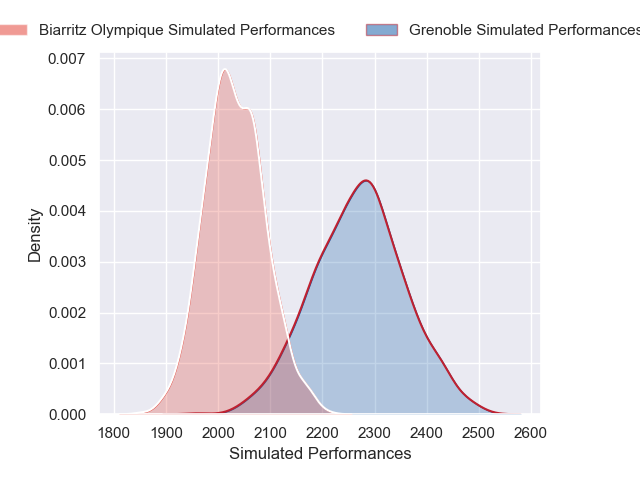 Biarritz Olympique Simulated Performances Grenoble Simulated Performances
0.007
0.006
0.005
0.004
0.003
0.002
0.001
0.000
Density
1800 1900 2000 2100 2200 2300 2400 2500 2600
Simulated Performances